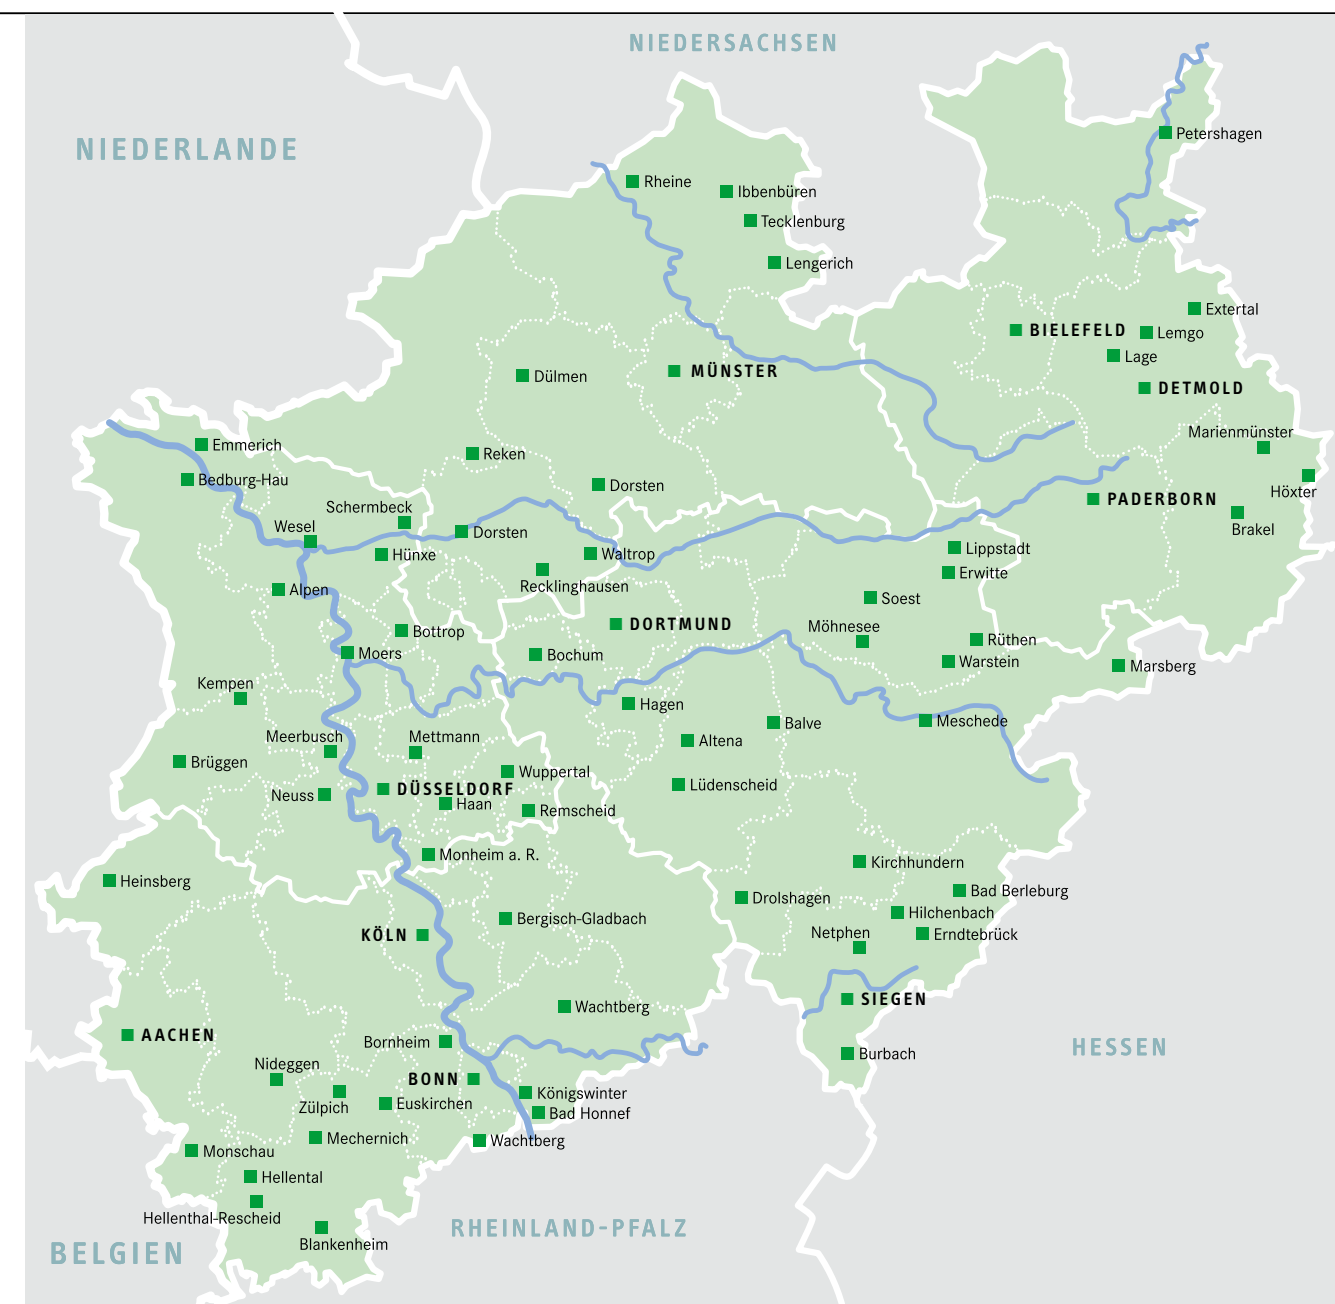 NIEDERSACHSEN
NIEDERLANDE
Petershagen
Rheine
Ibbenbüren
Tecklenburg
Lengerich
Extertal
BIELEFELD
Lemgo
Lage
MÜNSTER
Dülmen
DETMOLD
Marienmünster
Emmerich
Reken
Bedburg-Hau
Dorsten
Höxter
PADERBORN
Schermbeck
Brakel
Wesel
Dorsten
Hünxe
Waltrop
Lippstadt
Erwitte
Recklinghausen
Alpen
Soest
DORTMUND
Möhnesee
Bottrop
Rüthen
Moers
Bochum
Warstein
Marsberg
Kempen
Hagen
Meschede
Balve
Meerbusch
Mettmann
Altena
Brüggen
Wuppertal
DÜSSELDORF
Lüdenscheid
Neuss
Haan
Remscheid
Monheim a. R.
Kirchhundern
Heinsberg
Bad Berleburg
Drolshagen
Hilchenbach
Bergisch-Gladbach
Netphen
Erndtebrück
KÖLN
SIEGEN
Wachtberg
AACHEN
Bornheim
HESSEN
Burbach
Nideggen
BONN
Königswinter
Zülpich
Euskirchen
Bad Honnef
Mechernich
Wachtberg
Monschau
Hellental
Hellenthal-Rescheid
RHEINLAND-PFALZ
Blankenheim
BELGIEN